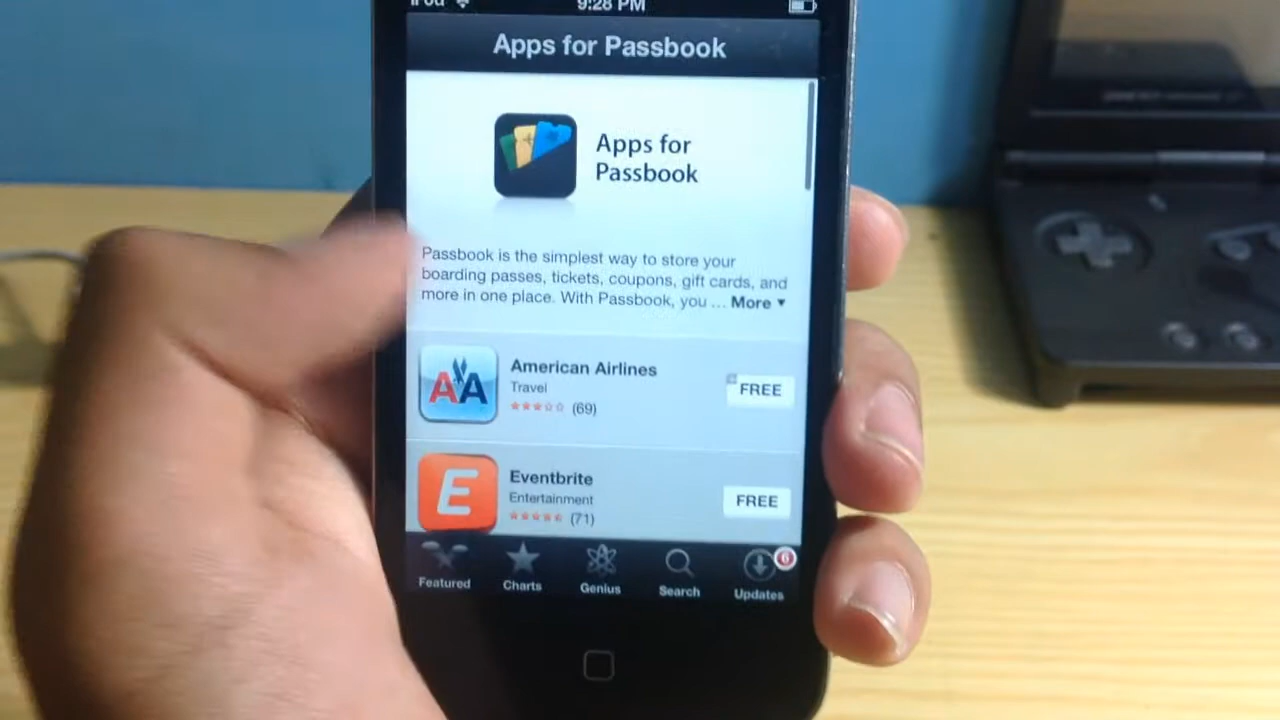 iPod 9:28 PM
Apps for Passbook
Apps for
Passbook
Passbook is the simplest way to store your
boarding passes, tickets, coupons, gift cards, and
more in one place. With Passbook, you ... More ▼
American Airlines
Travel
(69)
FREE
AA
Eventbrite
Entertainment
(71)
FREE
E
6
Featured Charts Genius Search Updates